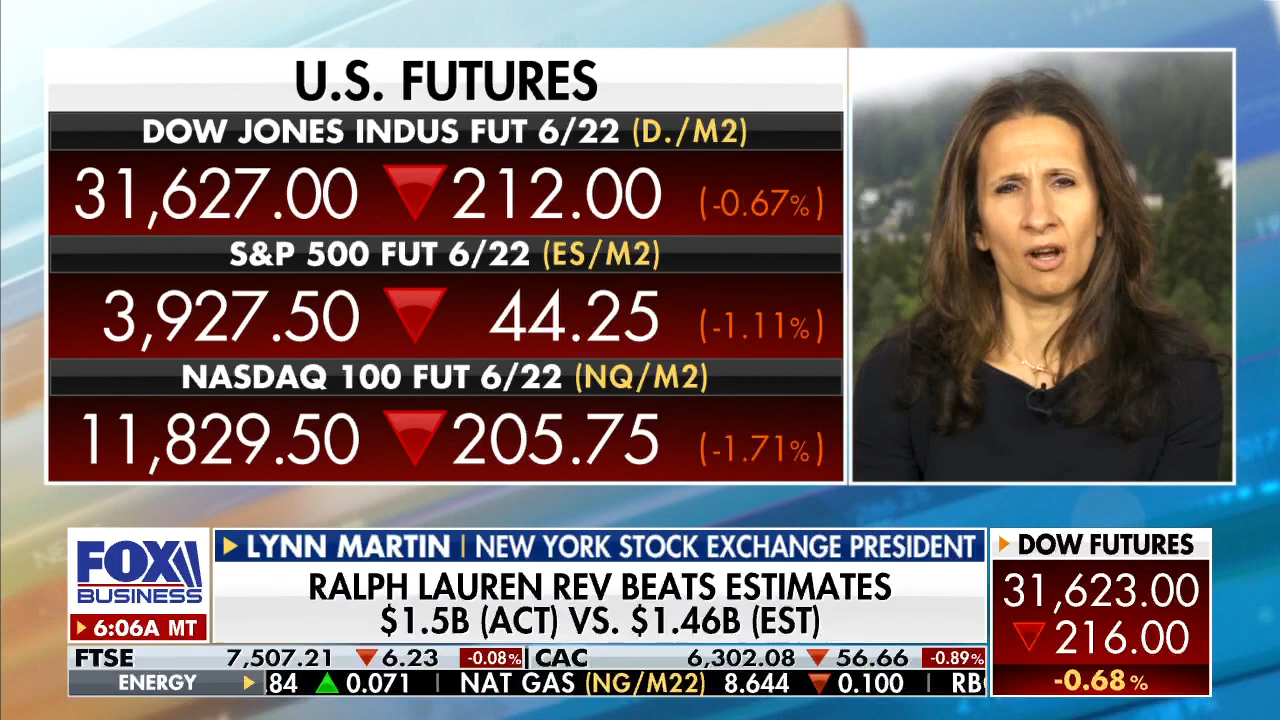 U.S. FUTURES
DOW JONES INDUS FUT 6/22 (D./M2)
31,627.00 212.00 (-0.67%)
S&P 500 FUT 6/22 (ES/M2)
3,927.50 44.25 (-1.11%)
NASDAQ 100 FUT 6/22 (NQ/M2)
11,829.50 205.75 (-1.71%)
FOX
BUSINESS
6:06A MT
LYNN MARTIN | NEW YORK STOCK EXCHANGE PRESIDENT
RALPH LAUREN REV BEATS ESTIMATES
$1.5B (ACT) VS. $1.46B (EST)
DOW FUTURES
31,623.00
216.00
-0.68%
FTSE 7,507.21 6.23 -0.08% CAC 6,302.08 56.66 -0.89%
ENERGY 84 0.071 | NAT GAS (NG/M22) 8.644 0.100 |